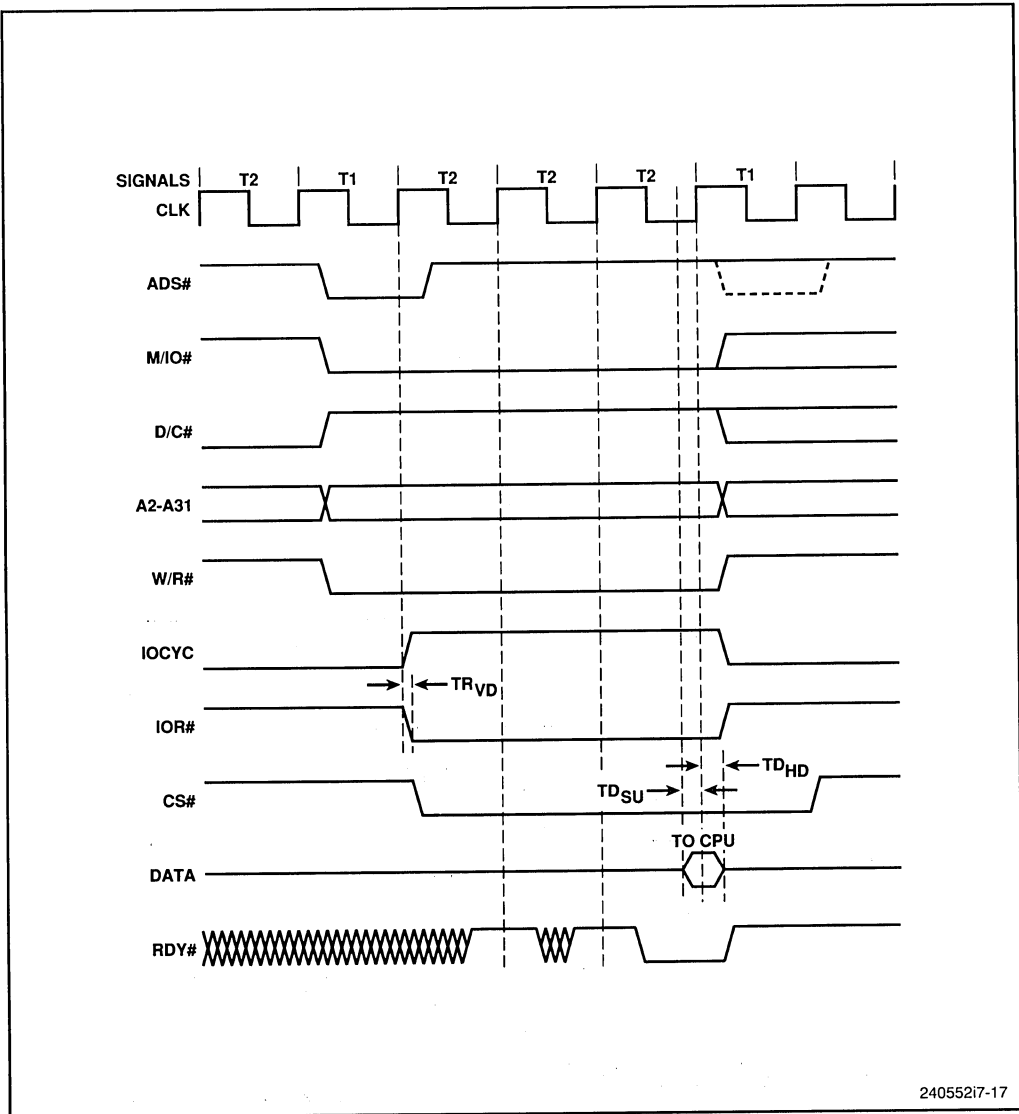 SIGNALS T2 T1 T2 T2 T2 T1
CLK
ADS#
M/IO#
D/C#
A2-A31
W/R#
IOCYC
TRVD
IOR#
TDHD
CS#
TDSU
TO CPU
DATA
RDY#
240552i7-17